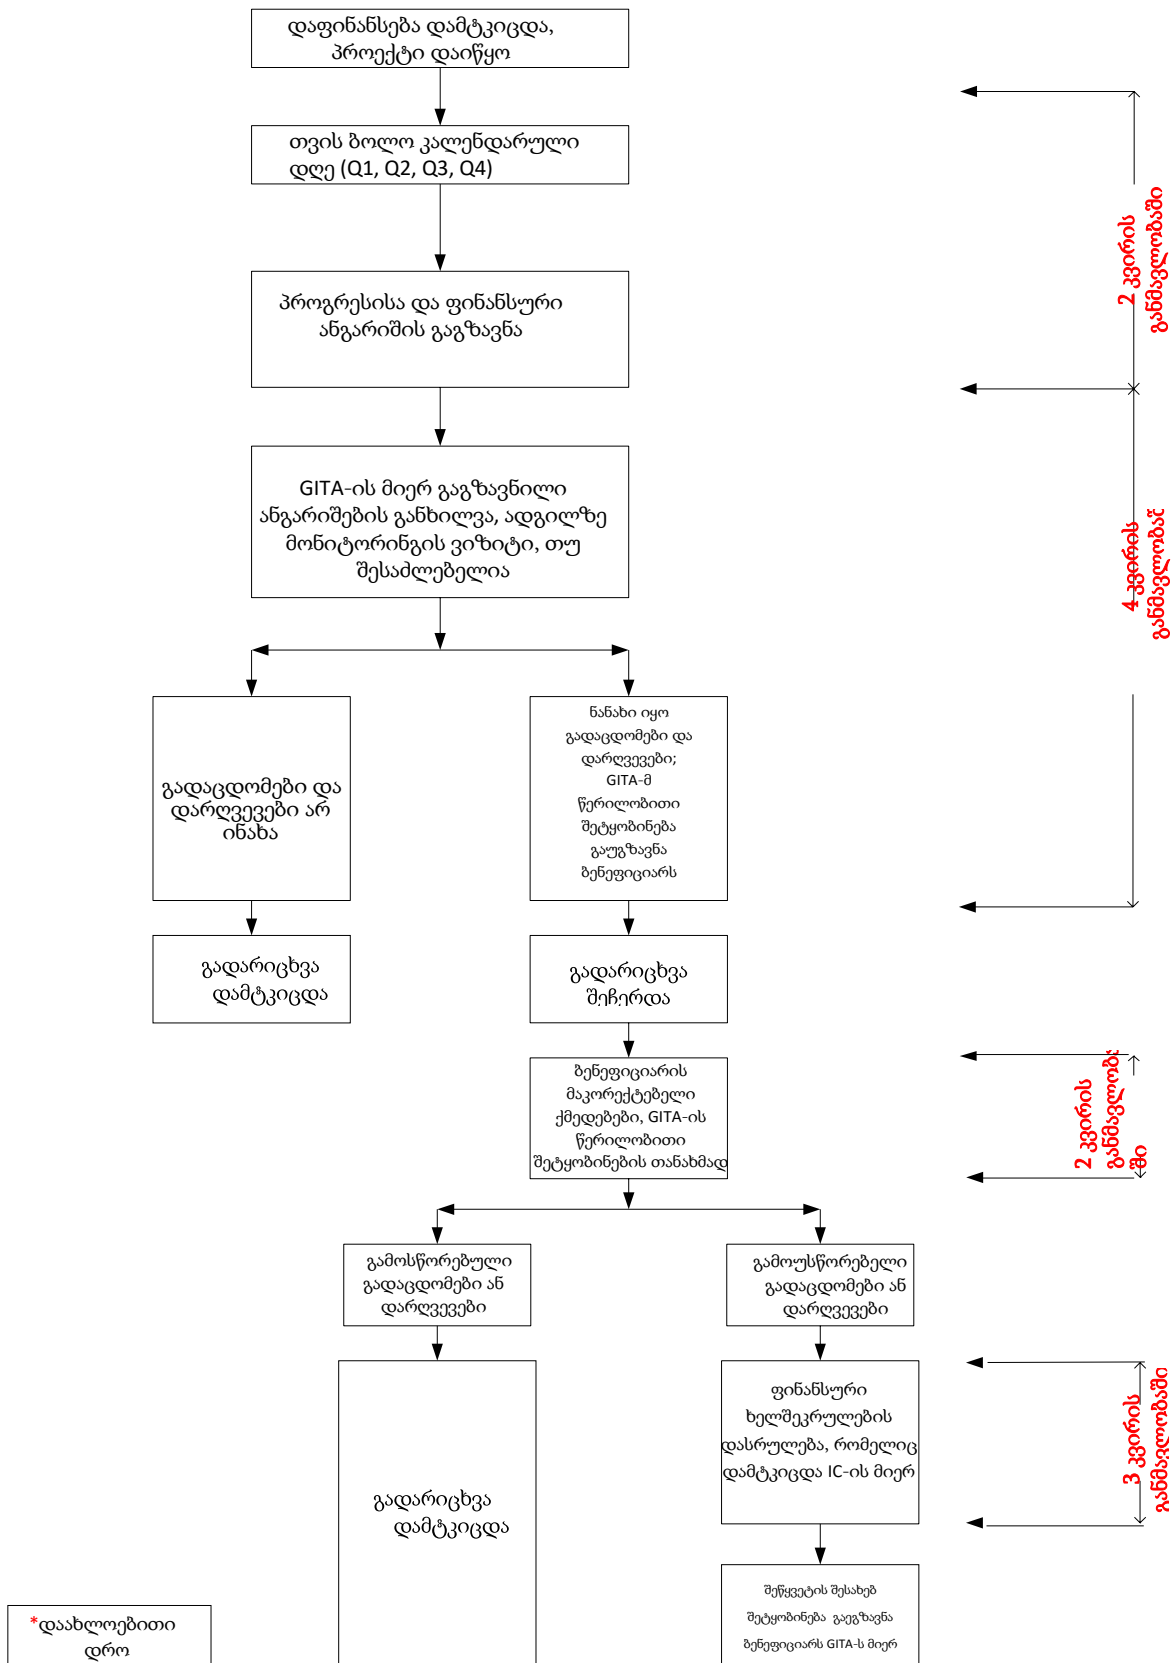 დაფინანსება დამტკიცდა,
პროექტი დაიწყო
თვის ბოლო კალენდარული
დღე (Q1, Q2, Q3, Q4)
2 კვირის
განმავლობაში
პროგრესისა და ფინანსური
ანგარიშის გაგზავნა
GITA-ის მიერ გაგზავნილი
ანგარიშების განხილვა, ადგილზე
მონიტორინგის ვიზიტი, თუ
შესაძლებელია
4 კვირის
გადაცდომები და
დარღვევები არ
ინახა
ნანახი იყო
გადაცდომები და
დარღვევები;
GITA-მ
წერილობითი
შეტყობინება
გაუგზავნა
ბენეფიციარს
გადარიცხვა
დამტკიცდა
გადარიცხვა
შეჩერდა
ბენეფიციარის
მაკორექტებელი
ქმედებები, GITA-ის
წერილობითი
შეტყობინების თანახმად
2 კვირის
ში
გამოსწორებული
გადაცდომები ან
დარღვევები
გამოუსწორებელი
გადაცდომები ან
დარღვევები
გადარიცხვა
დამტკიცდა
ფინანსური
ხელშეკრულების
დასრულება, რომელიც
დამტკიცდა IC-ის მიერ
3 კვირის
განმავლობაში
შეწყვეტის შესახებ
შეტყობინება გაეგზავნა
ბენეფიციარს GITA-ს მიერ
*დაახლოებითი
დრო